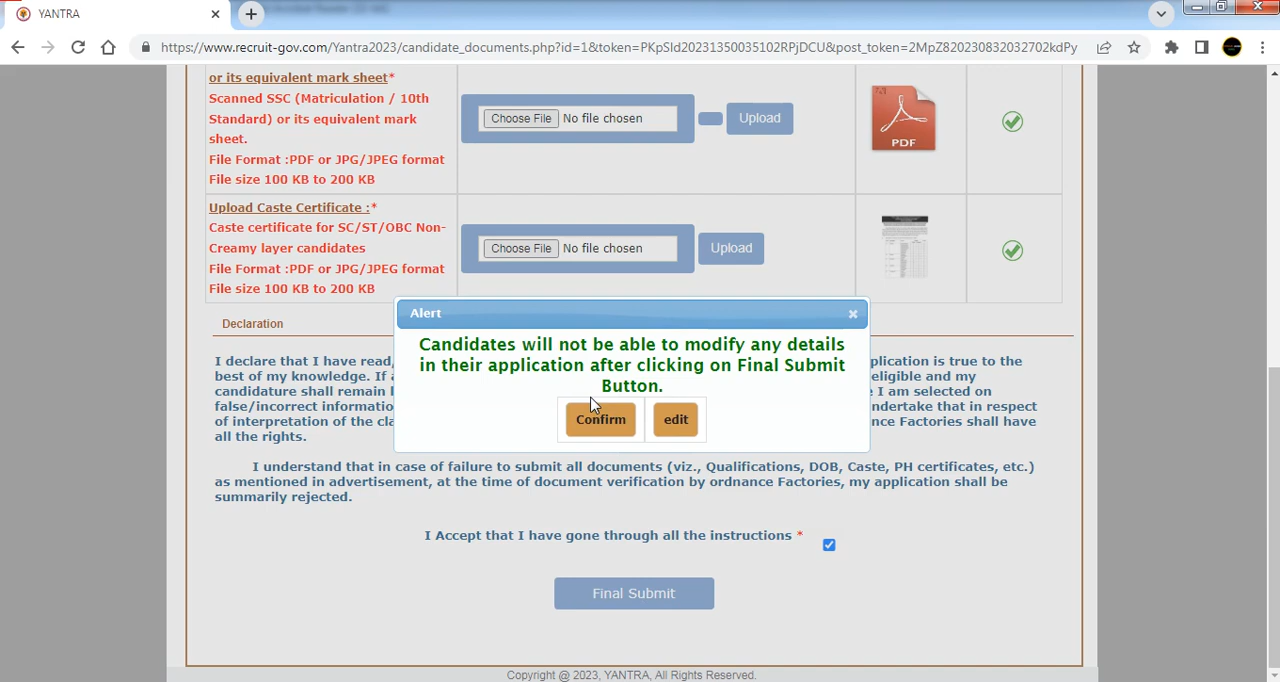 YANTRA
https://www.recruit-gov.com/Yantra2023/candidate_documents.php?id=1&token=PKpSId20231350035102RPjDCU&post_token=2MpZ820230832032702kdPy
or its equivalent mark sheet*
Scanned SSC (Matriculation / 10th
Standard) or its equivalent mark
sheet.
File Format :PDF or JPG/JPEG format
File size 100 KB to 200 KB
Choose File No file chosen
Upload
PDF
Upload Caste Certificate :*
Caste certificate for SC/ST/OBC Non-
Creamy layer candidates
File Format :PDF or JPG/JPEG format
File size 100 KB to 200 KB
Choose File No file chosen
Upload
Declaration
Alert
Candidates will not be able to modify any details
in their application after clicking on Final Submit
Button.
Confirm edit
I declare that I have read, plication is true to the
best of my knowledge. If a eligible and my
candidature shall remain l e I am selected on
false/incorrect informatio ndertake that in respect
of interpretation of the cla nce Factories shall have
all the rights.
I understand that in case of failure to submit all documents (viz., Qualifications, DOB, Caste, PH certificates, etc.)
as mentioned in advertisement, at the time of document verification by ordnance Factories, my application shall be
summarily rejected.
I Accept that I have gone through all the instructions *
Final Submit
Copyright @ 2023, YANTRA, All Rights Reserved.